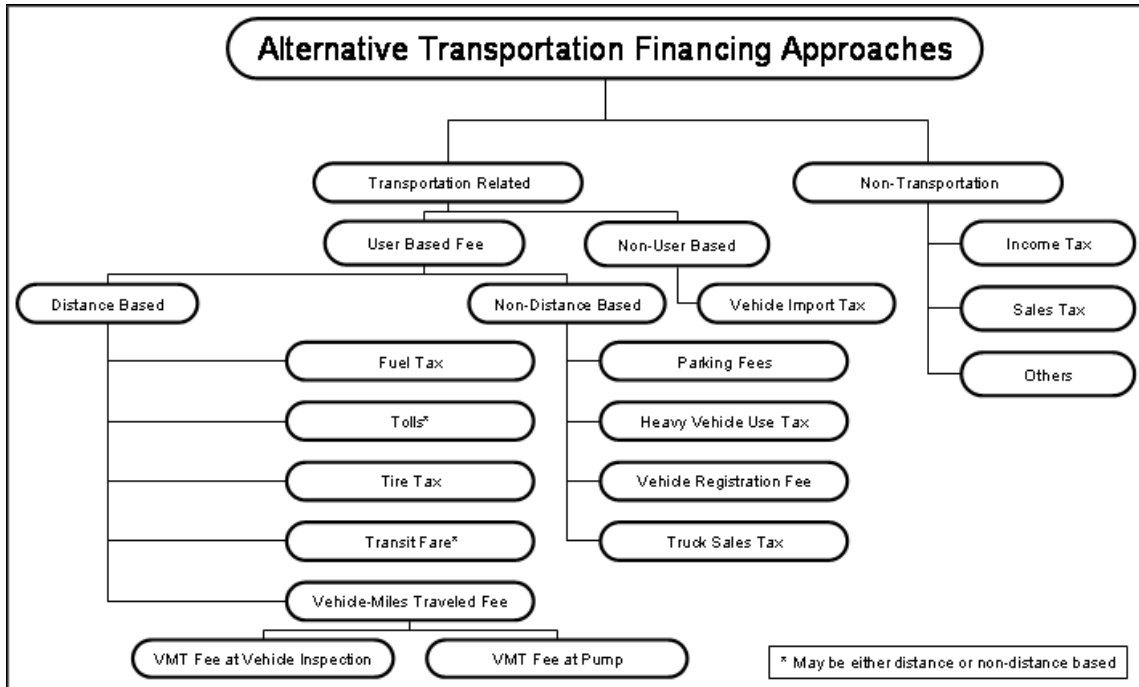 Alternative Transportation Financing Approaches
Transportation Related
Non-Transportation
User Based Fee
Non-User Based
Income Tax
Distance Based
Non-Distance Based
Vehicle Import Tax
Sales Tax
Fuel Tax
Parking Fees
Others
Tolls*
Heavy Vehicle Use Tax
Tire Tax
Vehicle Registration Fee
Transit Fare*
Truck Sales Tax
Vehicle-Miles Traveled Fee
VMT Fee at Vehicle Inspection
VMT Fee at Pump
* May be either distance or non-distance based